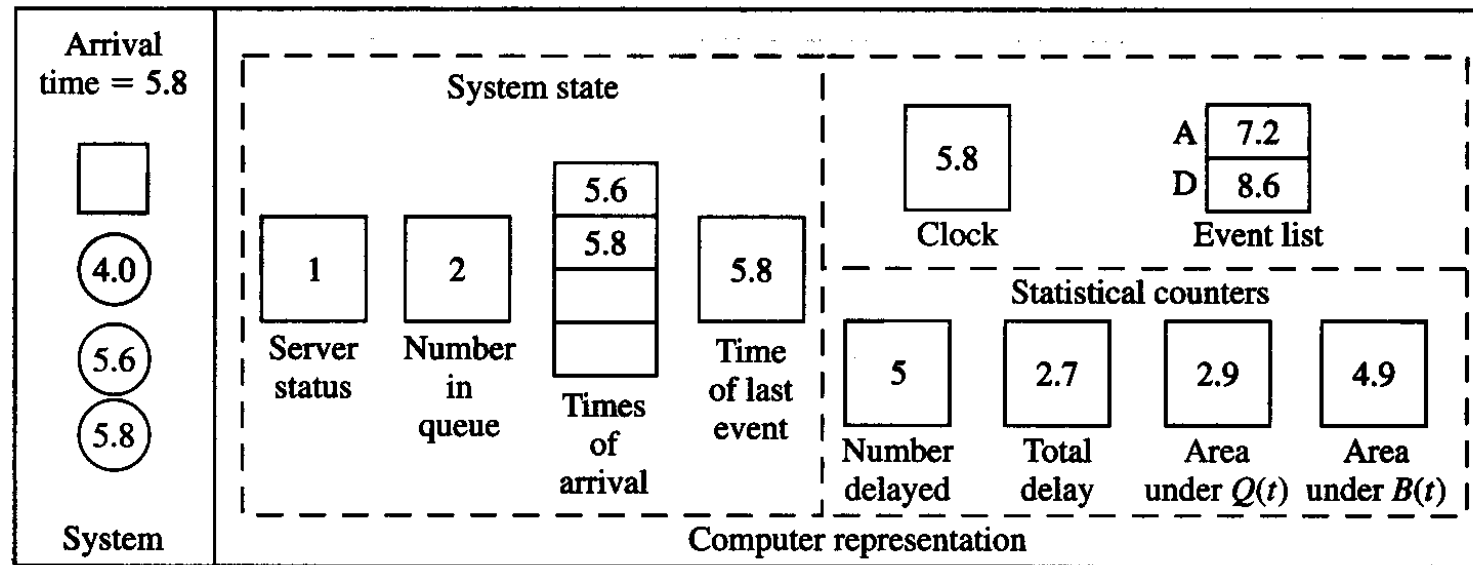 Arrival
time = 5.8
4.0
5.6
5.8
System
System state
1
Server
status
2
Number
in
queue
5.6
5.8
Times
of
arrival
5.8
Time
of last
event
5.8
Clock
A 7.2
D 8.6
Event list
Statistical counters
5
Number
delayed
2.7
Total
delay
2.9
Area
under Q(t)
4.9
Area
under B(t)
Computer representation